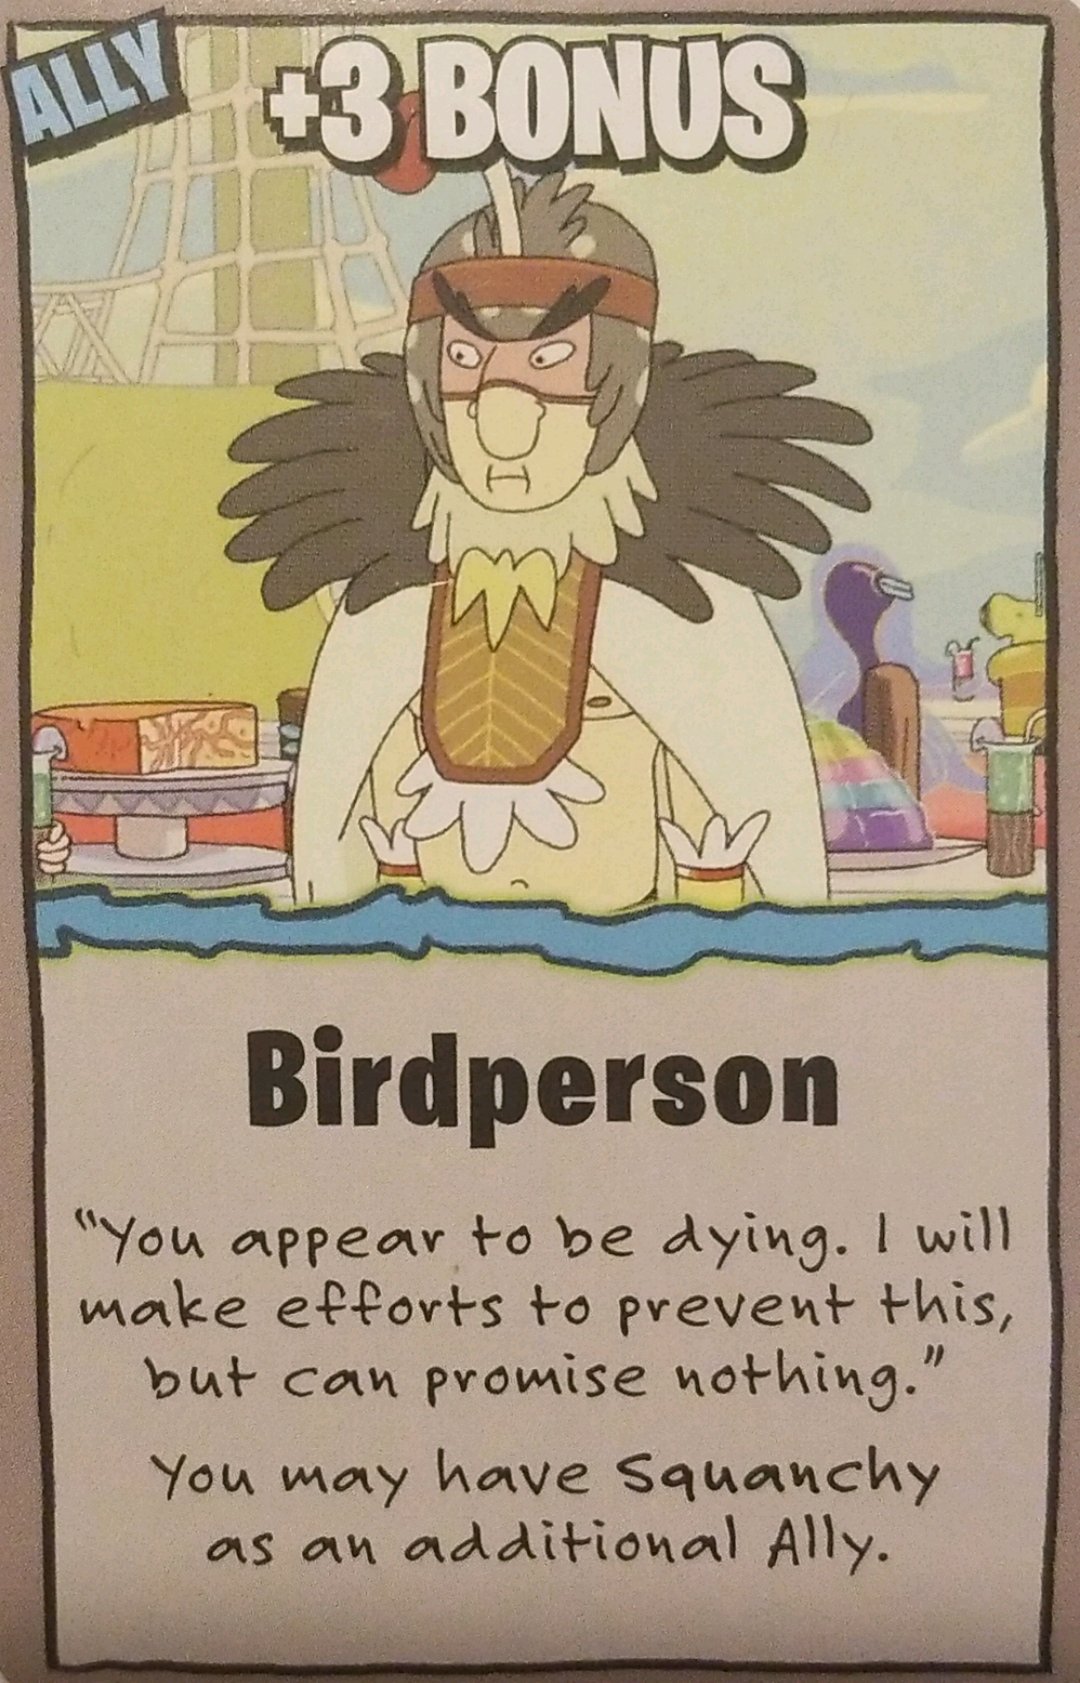 ALLY
+3 BONUS
Birdperson
"You appear to be dying. I will
make efforts to prevent this,
but can promise nothing."
You may have Squanchy
as an additional Ally.